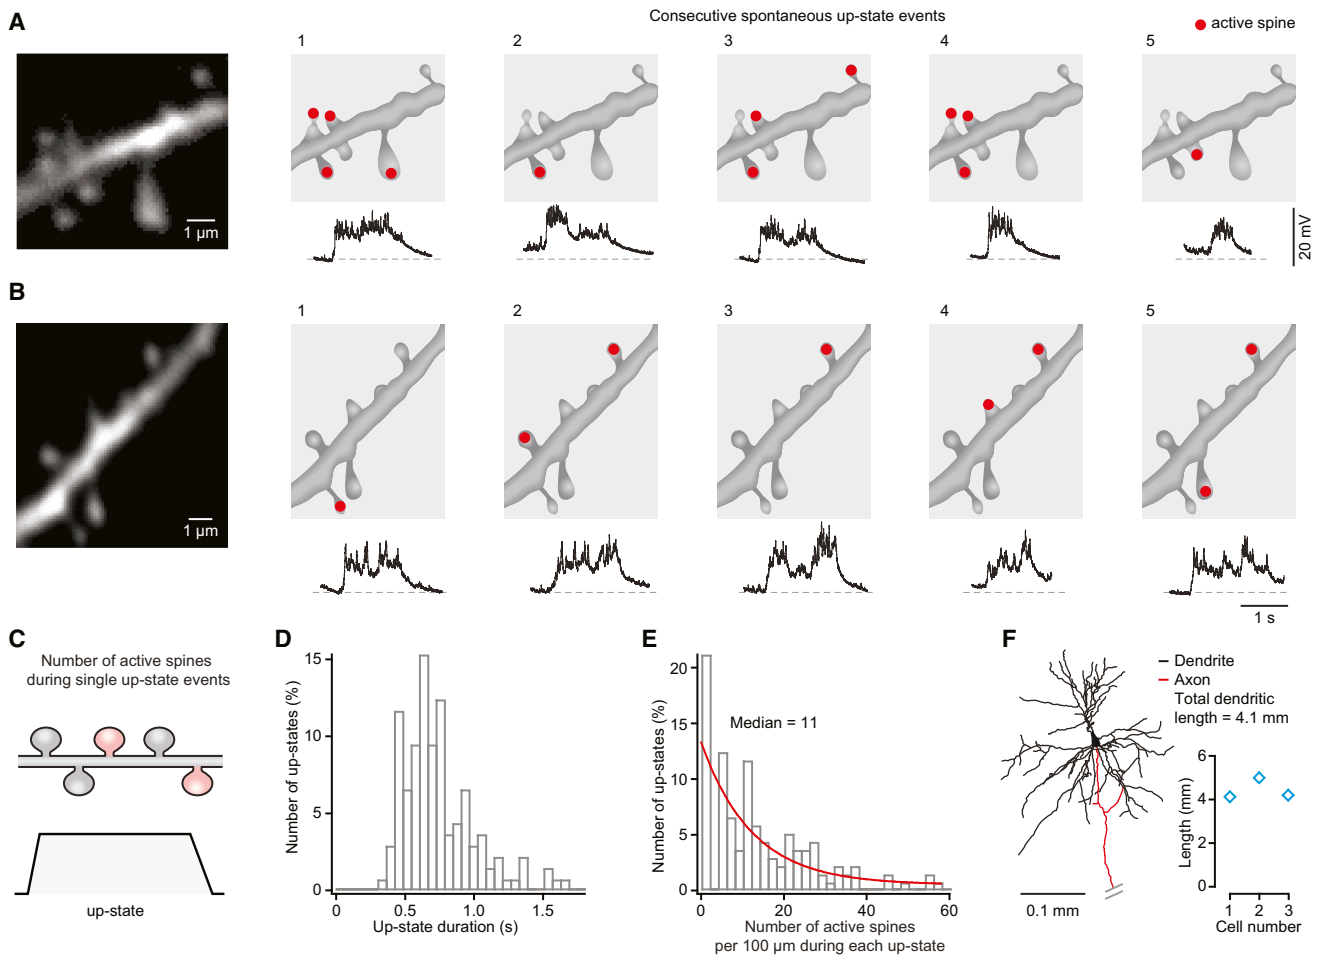 A
Consecutive spontaneous up-state events
active spine
1
2
3
4
5
1 µm
20 mV
B
1
2
3
4
5
1 µm
1 s
C
Number of active spines
during single up-state events
up-state
D
Number of up-states (%)
15
10
5
0
0
0.5
1.0
1.5
Up-state duration (s)
E
Number of up-states (%)
20
15
10
5
0
Median = 11
0
20
40
60
Number of active spines
per 100 µm during each up-state
F
Dendrite
Axon
Total dendritic
length = 4.1 mm
0.1 mm
Length (mm)
6
4
2
0
1
2
3
Cell number